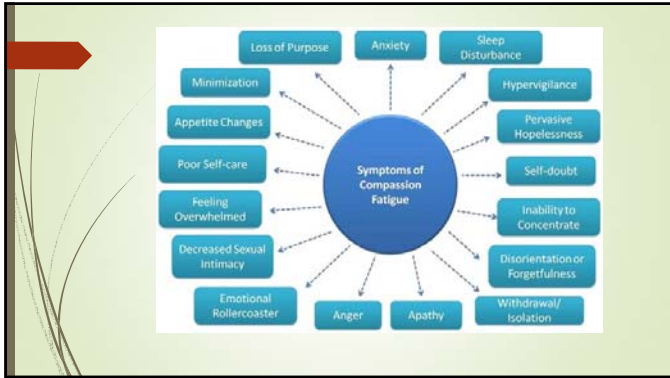 Loss of Purpose
Anxiety
Sleep
Disturbance
Minimization
Hypervigilance
Appetite Changes
Pervasive
Hopelessness
Poor Self-care
Symptoms of
Compassion
Fatigue
Self-doubt
Feeling
Overwhelmed
Inability to
Concentrate
Decreased Sexual
Intimacy
Disorientation or
Forgetfulness
Emotional
Rollercoaster
Anger
Apathy
Withdrawal/
Isolation